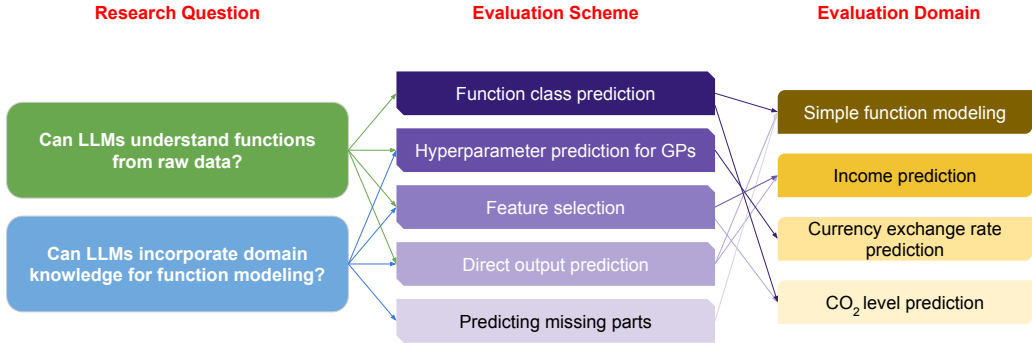 Research Question
Evaluation Scheme
Evaluation Domain
Can LLMs understand functions
from raw data?
Can LLMs incorporate domain
knowledge for function modeling?
Function class prediction
Hyperparameter prediction for GPs
Feature selection
Direct output prediction
Predicting missing parts
Simple function modeling
Income prediction
Currency exchange rate
prediction
CO₂ level prediction